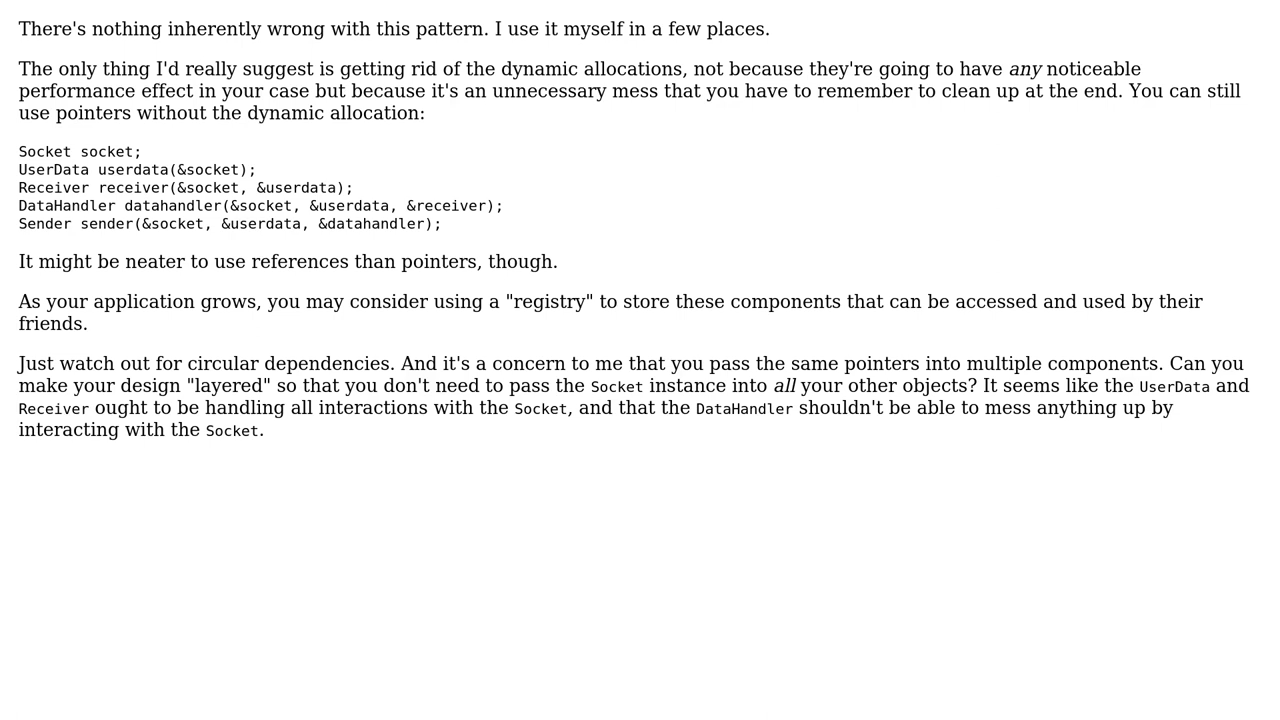 There's nothing inherently wrong with this pattern. I use it myself in a few places.
The only thing I'd really suggest is getting rid of the dynamic allocations, not because they're going to have any noticeable
performance effect in your case but because it's an unnecessary mess that you have to remember to clean up at the end. You can still
use pointers without the dynamic allocation:
Socket socket;
UserData userdata(&socket);
Receiver receiver(&socket, &userdata);
DataHandler datahandler(&socket, &userdata, &receiver);
Sender sender(&socket, &userdata, &datahandler);
It might be neater to use references than pointers, though.
As your application grows, you may consider using a "registry" to store these components that can be accessed and used by their
friends.
Just watch out for circular dependencies. And it's a concern to me that you pass the same pointers into multiple components. Can you
make your design "layered" so that you don't need to pass the Socket instance into all your other objects? It seems like the UserData and
Receiver ought to be handling all interactions with the Socket, and that the DataHandler shouldn't be able to mess anything up by
interacting with the Socket.